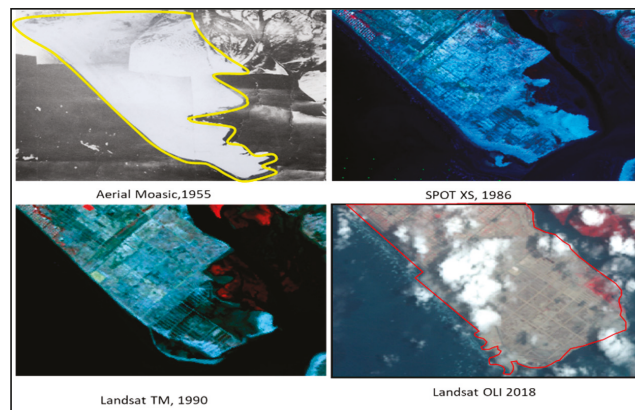 Aerial Moasic,1955
SPOT XS, 1986
Landsat TM, 1990
Landsat OLI 2018